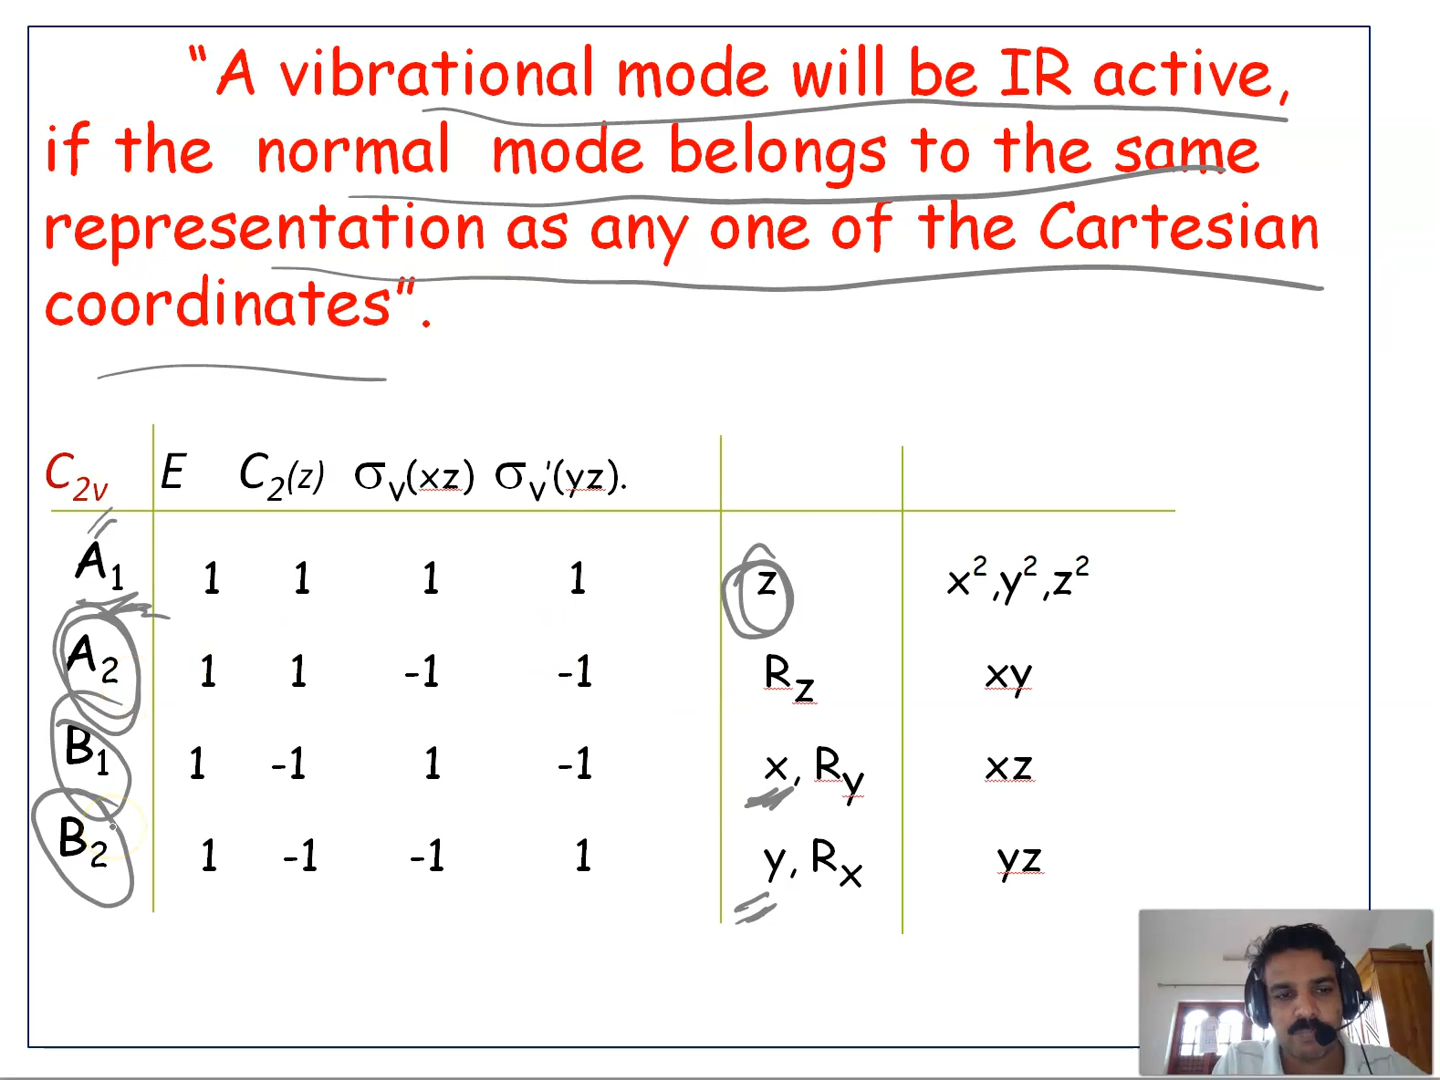 “A vibrational mode will be IR active,
if the normal mode belongs to the same
representation as any one of the Cartesian
coordinates”.
C2v E C2(z) σv(xz) σv'(yz).
A1 1 1 1 1 z x²,y²,z²
A2 1 1 -1 -1 Rz xy
B1 1 -1 1 -1 x, Ry xz
B2 1 -1 -1 1 y, Rx yz